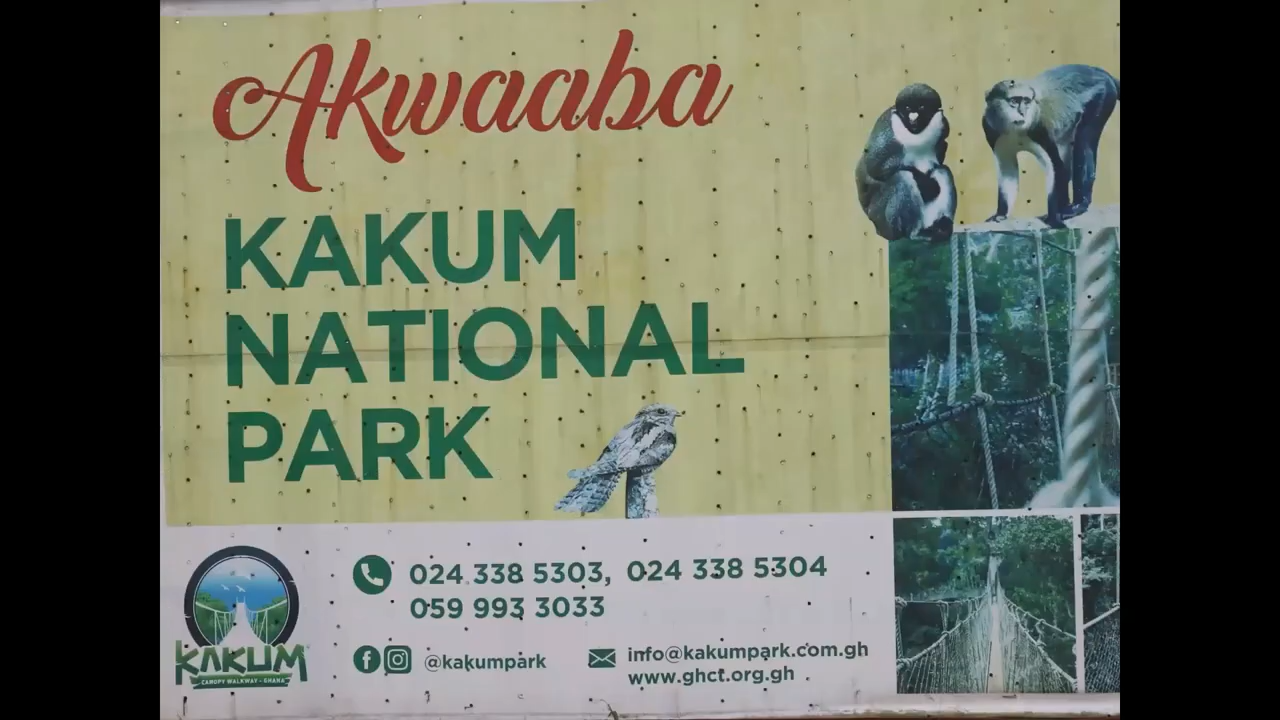 Akwaaba
KAKUM
NATIONAL
PARK
024 338 5303, 024 338 5304
059 993 3033
@kakumpark
info@kakumpark.com.gh
www.ghct.org.gh
KAKUM
CANOPY WALKWAY - GHANA